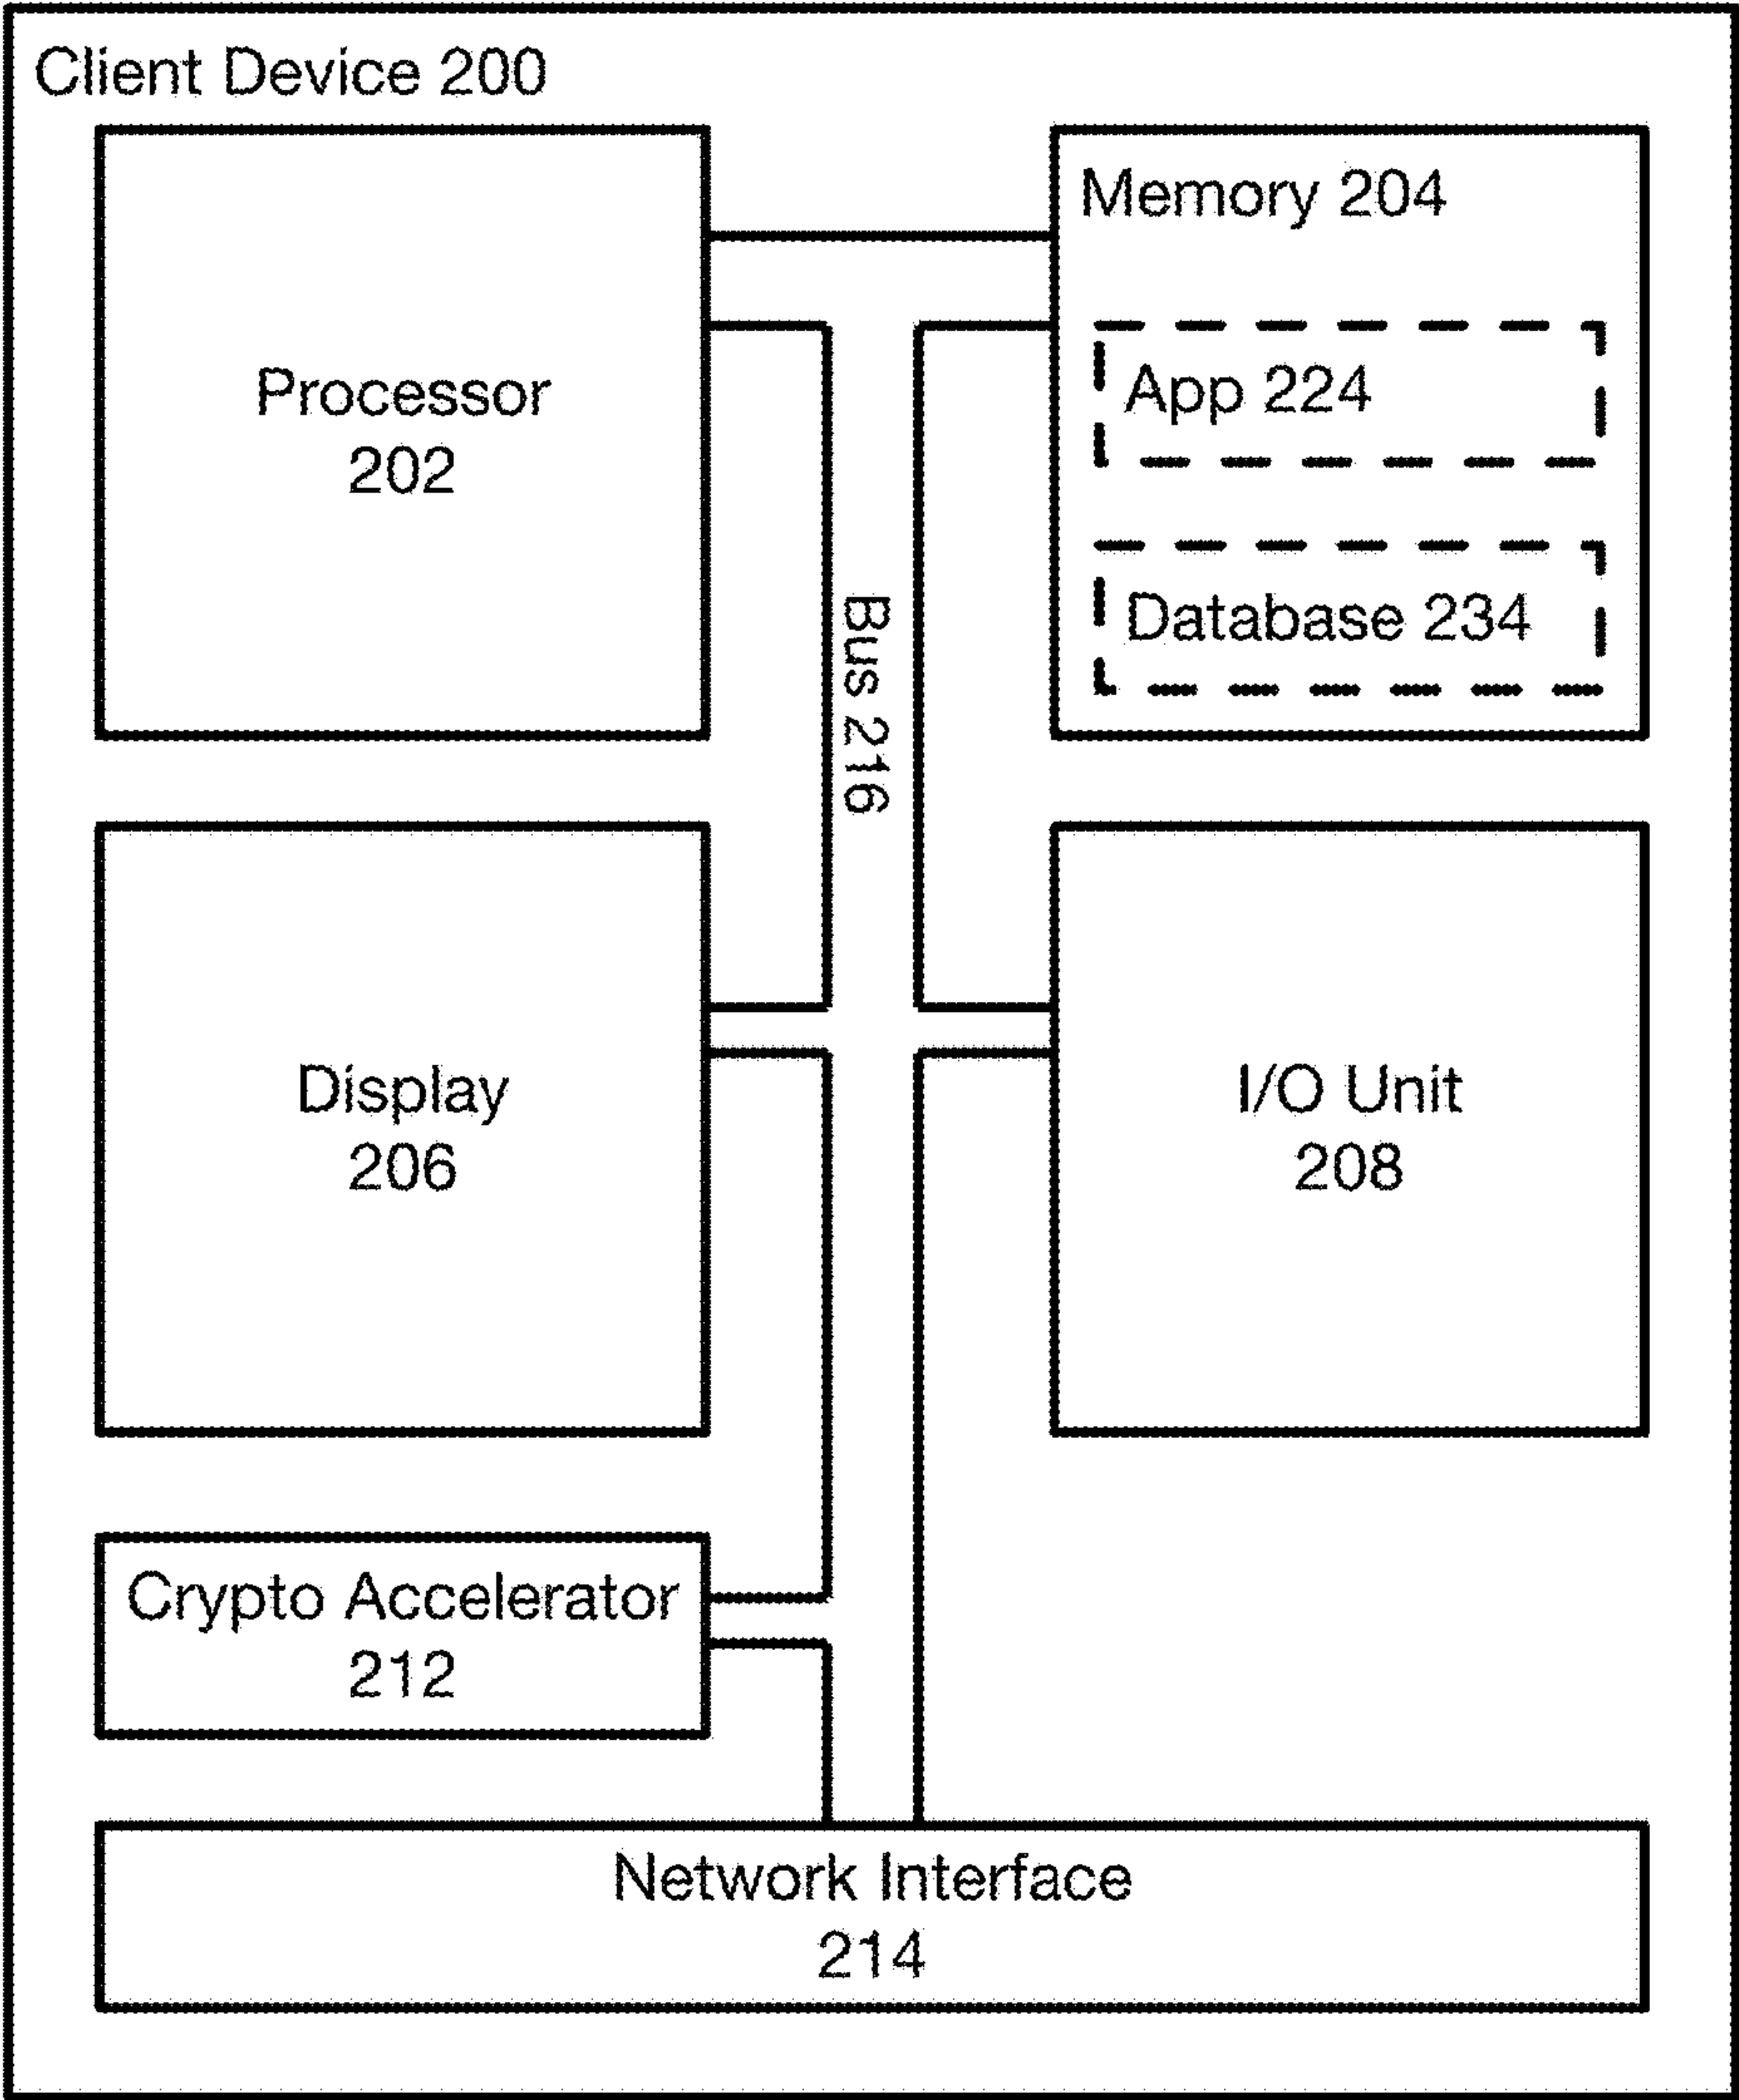 Client Device 200
Processor
202
Memory 204
App 224
Database 234
Bus 216
Display
206
I/O Unit
208
Crypto Accelerator
212
Network Interface
214